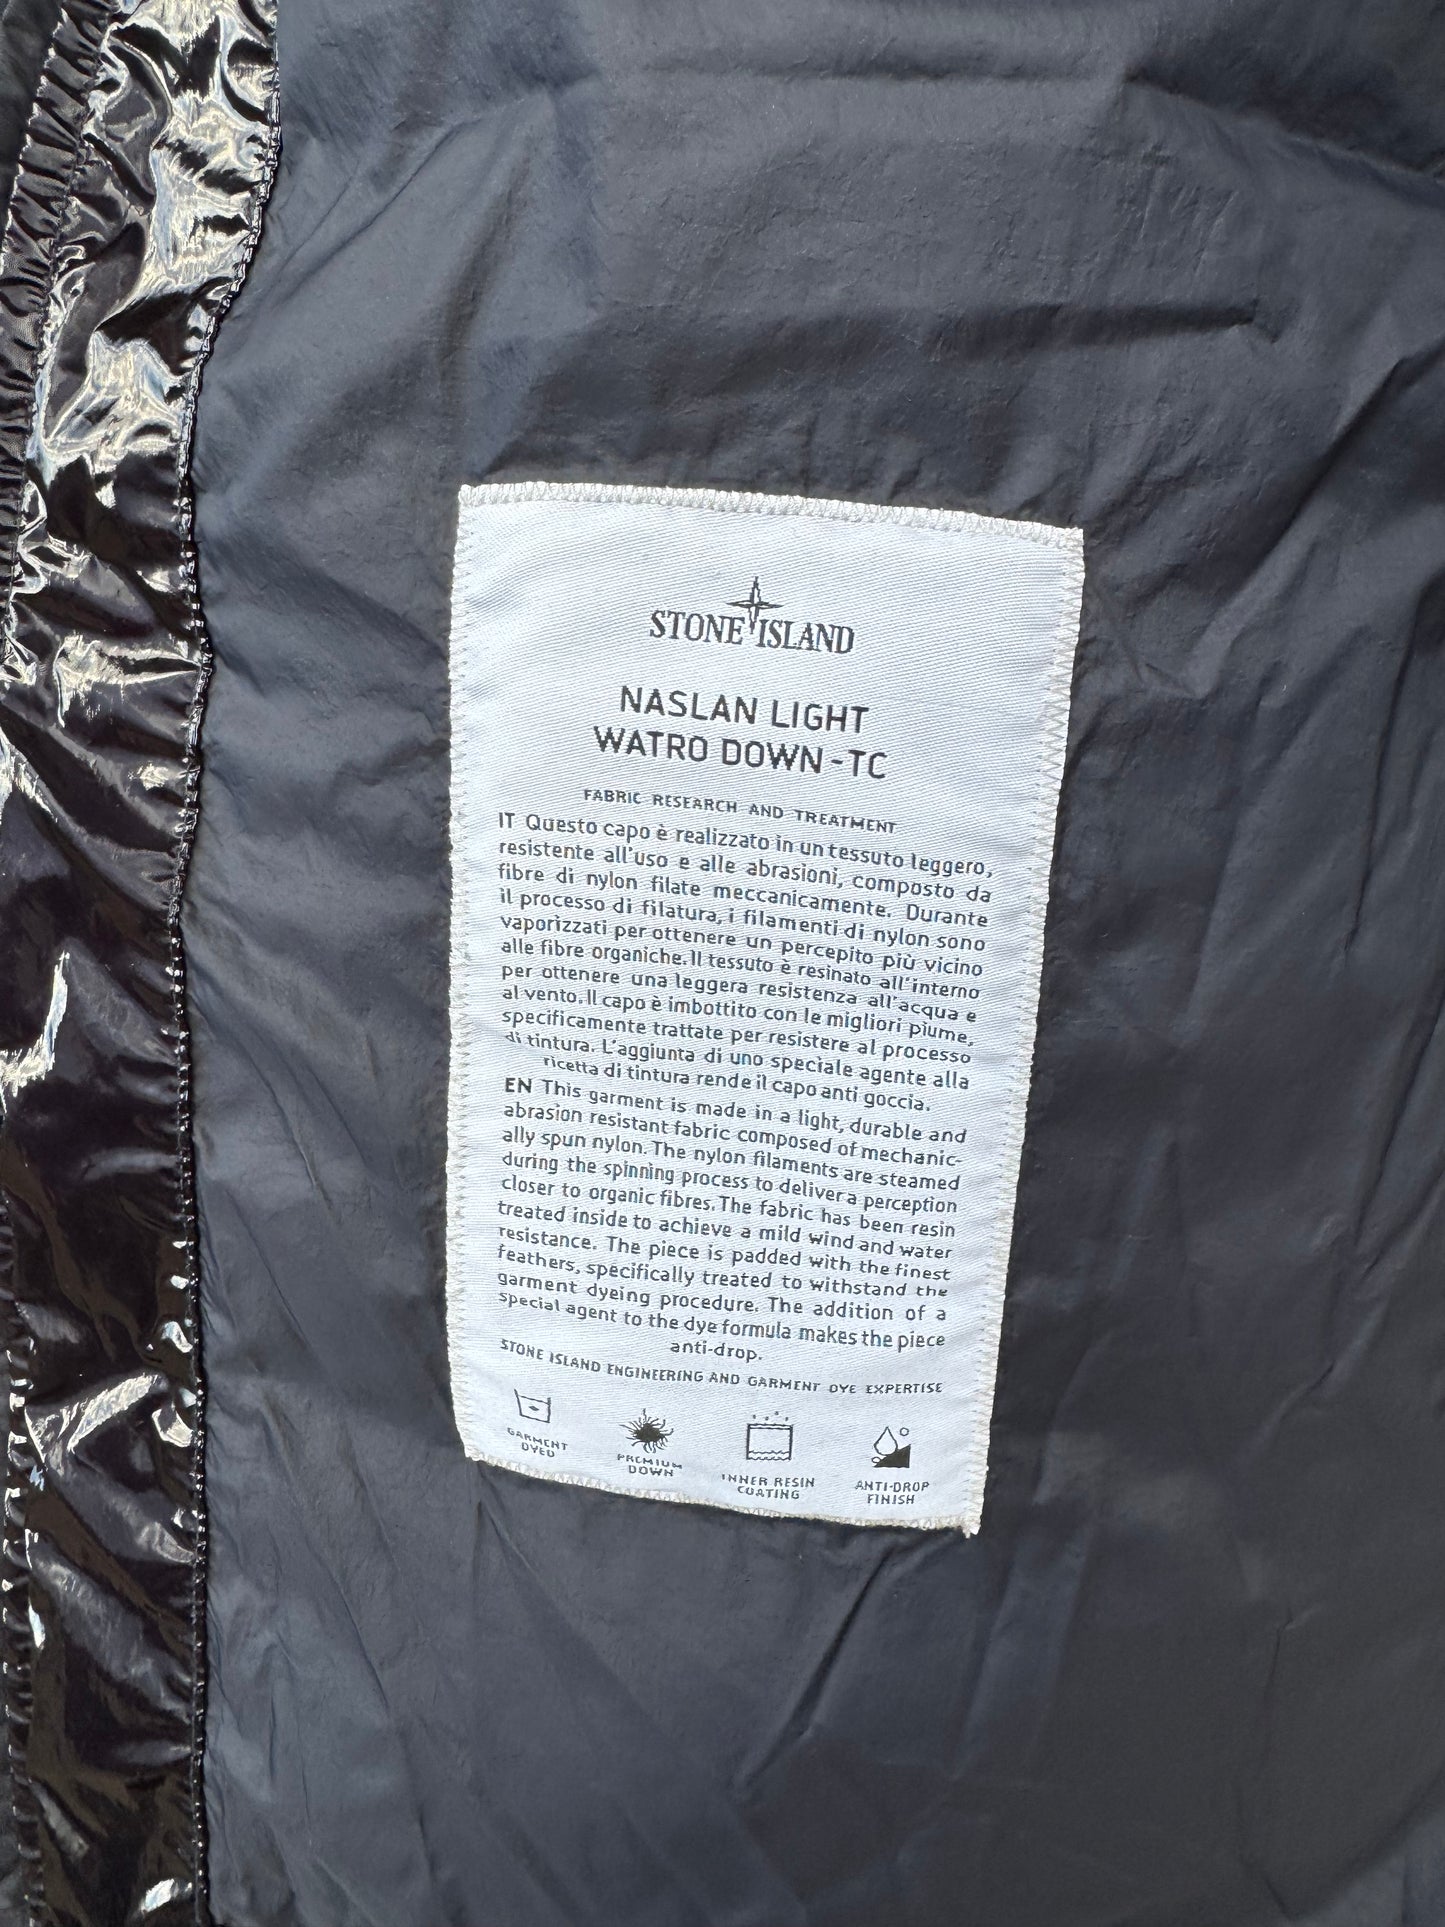 STONE ISLAND
NASLAN LIGHT
WATRO DOWN-TC
FABRIC RESEARCH AND TREATMENT
IT Questo capo è realizzato in un tessuto leggero,
resistente all'uso e alle abrasioni, composto da
fibre di nylon filate meccanicamente. Durante
il processo di filatura, i filamenti di nylon sono
vaporizzati per ottenere un percepito più vicino
alle fibre organiche. Il tessuto è resinato all'interno
per ottenere una leggera resistenza all'acqua e
al vento. Il capo è imbottito con le migliori piume,
specificamente trattate per resistere al processo
di tintura. L'aggiunta di uno speciale agente alla
ricetta di tintura rende il capo anti goccia.
EN This garment is made in a light, durable and
abrasion resistant fabric composed of mechanic-
ally spun nylon. The nylon filaments are steamed
during the spinning process to deliver a perception
closer to organic fibres. The fabric has been resin
treated inside to achieve a mild wind and water
resistance. The piece is padded with the finest
feathers, specifically treated to withstand the
garment dyeing procedure. The addition of a
special agent to the dye formula makes the piece
anti-drop.
STONE ISLAND ENGINEERING AND GARMENT DYE EXPERTISE
GARMENT
DYED
PREMIUM
DOWN
INNER RESIN
COATING
ANTI-DROP
FINISH